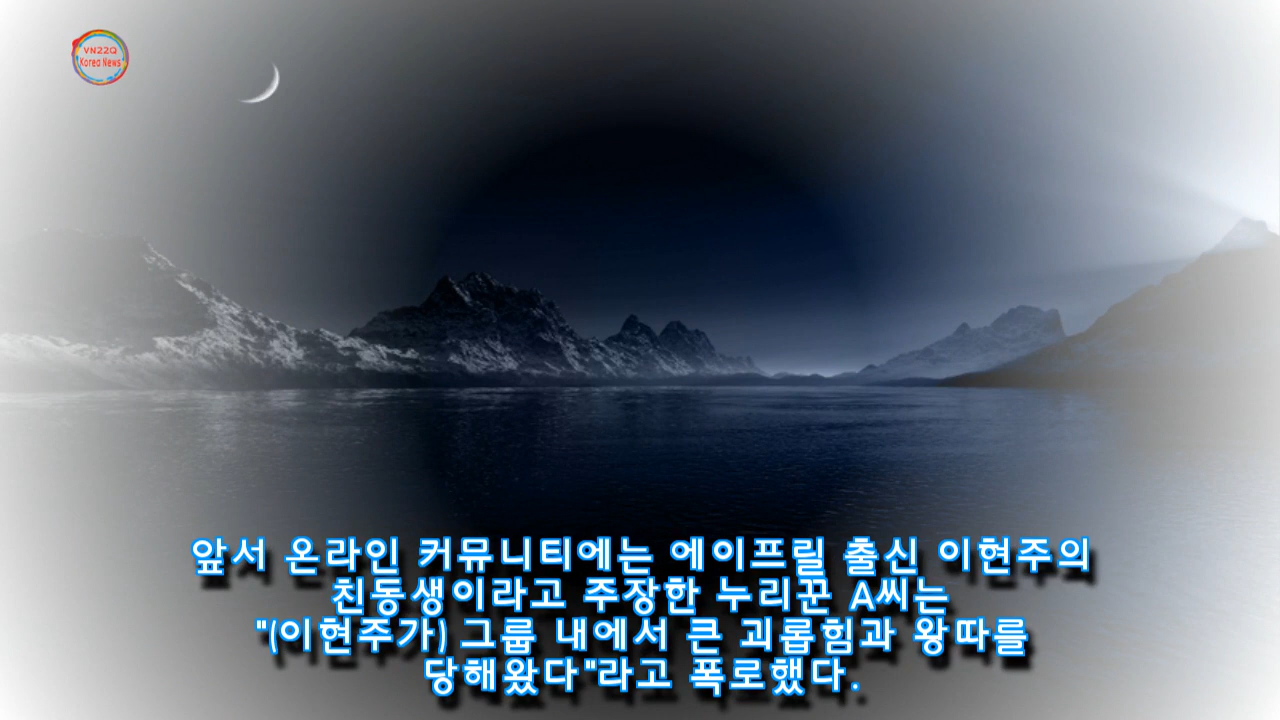 VN22Q
Korea News
앞서 온라인 커뮤니티에는 에이프릴 출신 이현주의
친동생이라고 주장한 누리꾼 A씨는
"(이현주가) 그룹 내에서 큰 괴롭힘과 왕따를
당해왔다"라고 폭로했다.